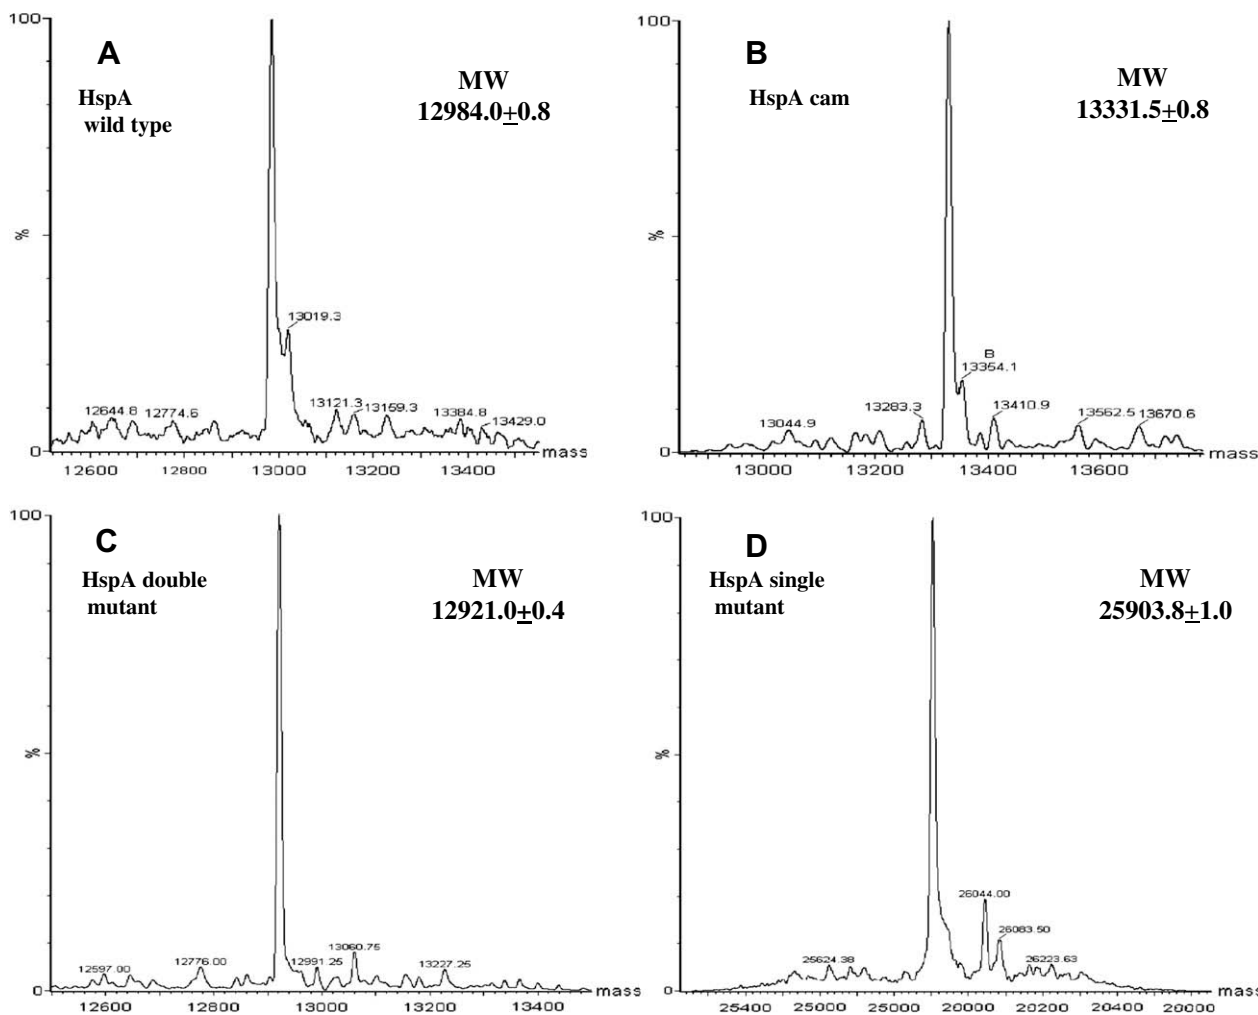 100
A
HspA
wild type
MW
12984.0±0.8
%
13019.3
12644.8 12774.6 13121.3 13159.3 13384.8 13429.0
0
12600 12800 13000 13200 13400 mass
100
B
HspA cam
MW
13331.5±0.8
%
B
13354.1
13044.9 13283.3 13410.9 13562.5 13670.6
0
13000 13200 13400 13600 mass
100
C
HspA double
mutant
MW
12921.0±0.4
%
12597.00 12776.00 12991.25 13060.75 13227.25
0
12600 12800 13000 13200 13400 mass
100
D
HspA single
mutant
MW
25903.8±1.0
%
26044.00
26083.50
25624.38 26223.63
0
25400 mass